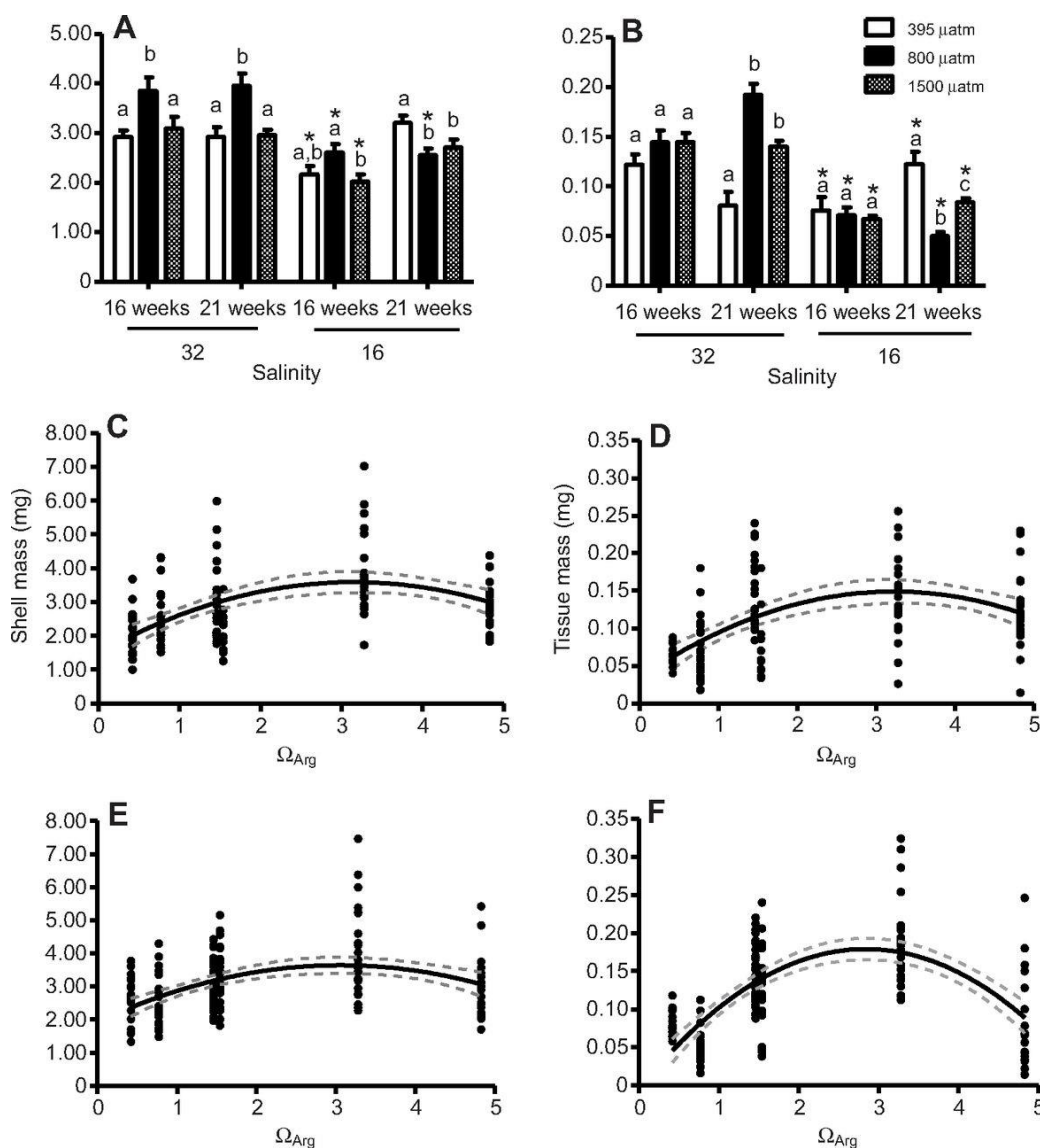 A
5.00
4.00
3.00
2.00
1.00
0
a
b
a
a
b
a
*
a,b
*
a
*
b
a
*
b
b
16 weeks 21 weeks 16 weeks 21 weeks
32 16
Salinity
B
395 µatm
800 µatm
1500 µatm
0.25
0.20
0.15
0.10
0.05
0
a
a
a
a
b
b
*
a
*
a
*
a
*
a
*
b
*
c
16 weeks 21 weeks 16 weeks 21 weeks
32 16
Salinity
C
Shell mass (mg)
8.00
7.00
6.00
5.00
4.00
3.00
2.00
1.00
0
0 1 2 3 4 5
ΩArg
D
Tissue mass (mg)
0.35
0.30
0.25
0.20
0.15
0.10
0.05
0
0 1 2 3 4 5
ΩArg
E
8.00
7.00
6.00
5.00
4.00
3.00
2.00
1.00
0
0 1 2 3 4 5
ΩArg
F
0.35
0.30
0.25
0.20
0.15
0.10
0.05
0
0 1 2 3 4 5
ΩArg